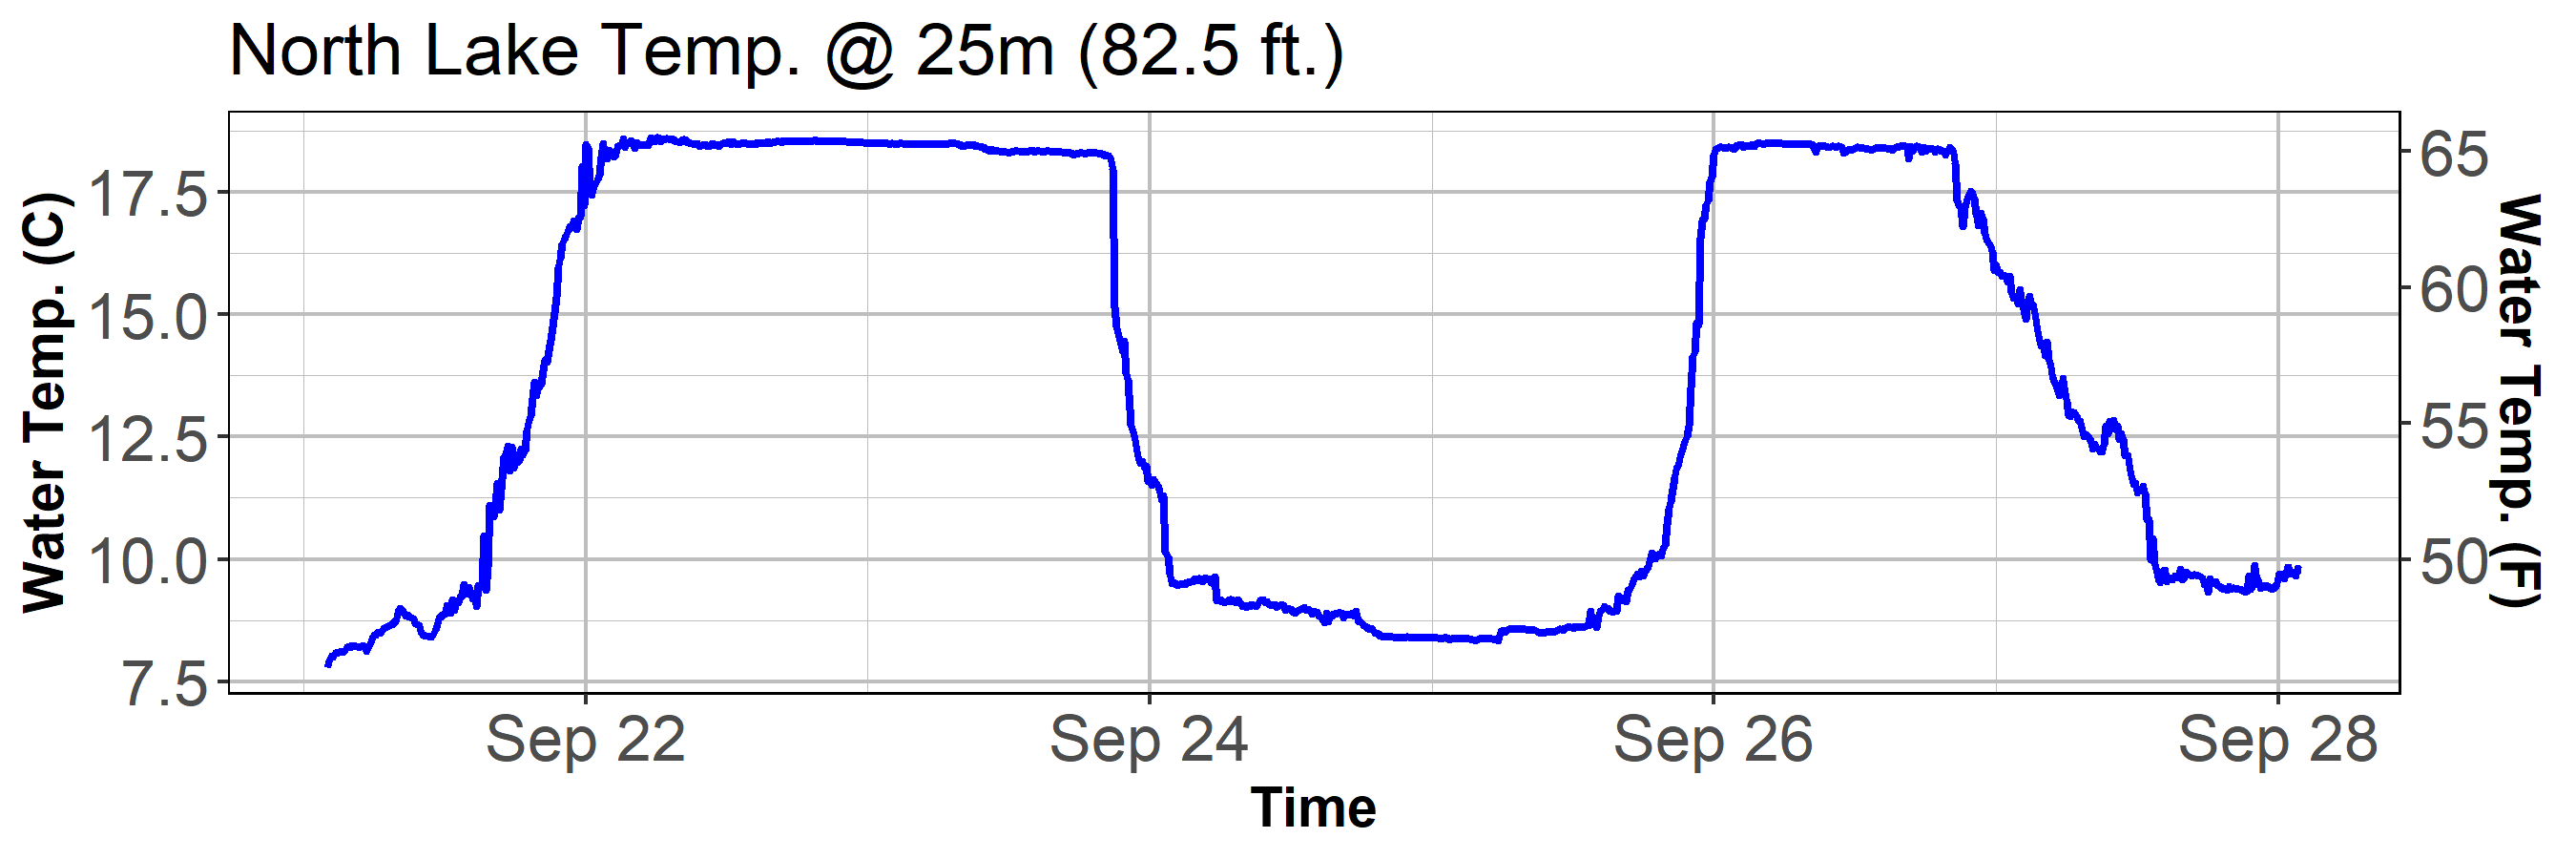 North Lake Temp. @ 25m (82.5 ft.)
Water Temp. (C)
17.5
15.0
12.5
10.0
7.5
65
60
55
50
Water Temp. (F)
Sep 22 Sep 24 Sep 26 Sep 28
Time